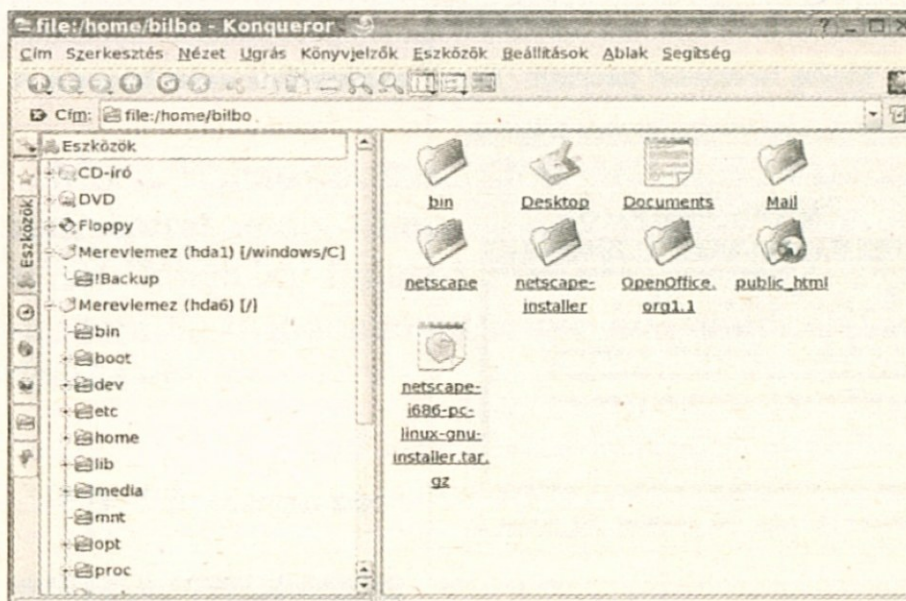 file:/home/bilbo - Konqueror
Cím Szerkesztés Nézet Ugrás Könyvjelzők Eszközök Beállítások Ablak Segítség
Cím: file:/home/bilbo
Eszközök
Eszközök
CD-író
DVD
Floppy
Merevlemez (hda1) [/windows/C]
!Backup
Merevlemez (hda6) [/]
bin
boot
dev
etc
home
lib
media
mnt
opt
proc
bin
Desktop
Documents
Mail
netscape
netscape-
installer
OpenOffice.
org1.1
public_html
netscape-
i686-pc-
linux-gnu-
installer.tar.
gz